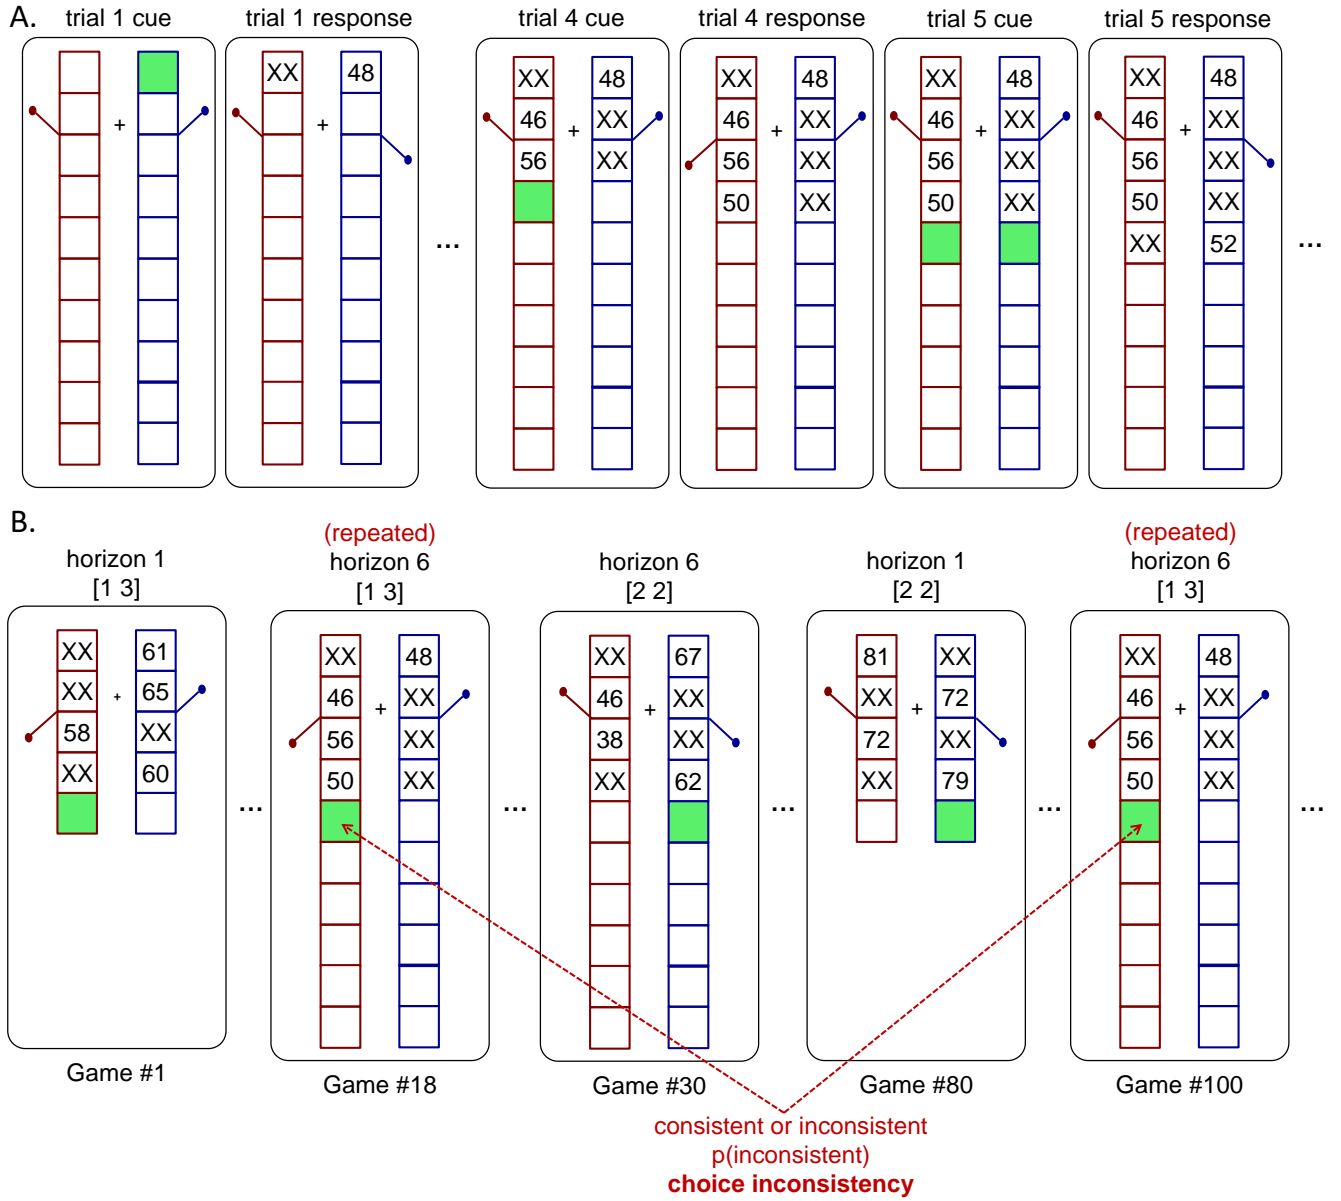 A.
trial 1 cue
trial 1 response
trial 4 cue
trial 4 response
trial 5 cue
trial 5 response
+
XX + 48
...
XX 48
46 + XX
56 XX
XX 48
46 + XX
56 XX
50 XX
XX 48
46 + XX
56 XX
50 XX
XX 48
46 + XX
56 XX
50 XX
XX 52
...
B.
horizon 1
[1 3]
XX 61
XX + 65
58 XX
XX 60
Game #1
...
(repeated)
horizon 6
[1 3]
XX 48
46 + XX
56 XX
50 XX
Game #18
...
horizon 6
[2 2]
XX 67
46 + XX
38 XX
XX 62
Game #30
...
horizon 1
[2 2]
81 XX
XX + 72
72 XX
XX 79
Game #80
...
(repeated)
horizon 6
[1 3]
XX 48
46 + XX
56 XX
50 XX
Game #100
...
consistent or inconsistent
p(inconsistent)
choice inconsistency